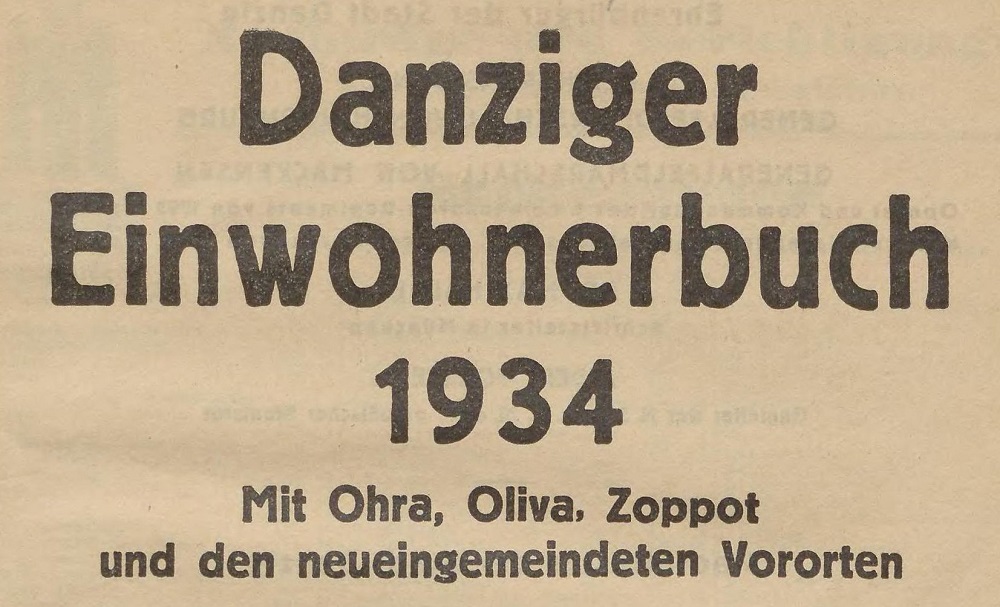 Danziger
Einwohnerbuch
1934
Mit Ohra, Oliva, Zoppot
und den neueingemeindeten Vororten